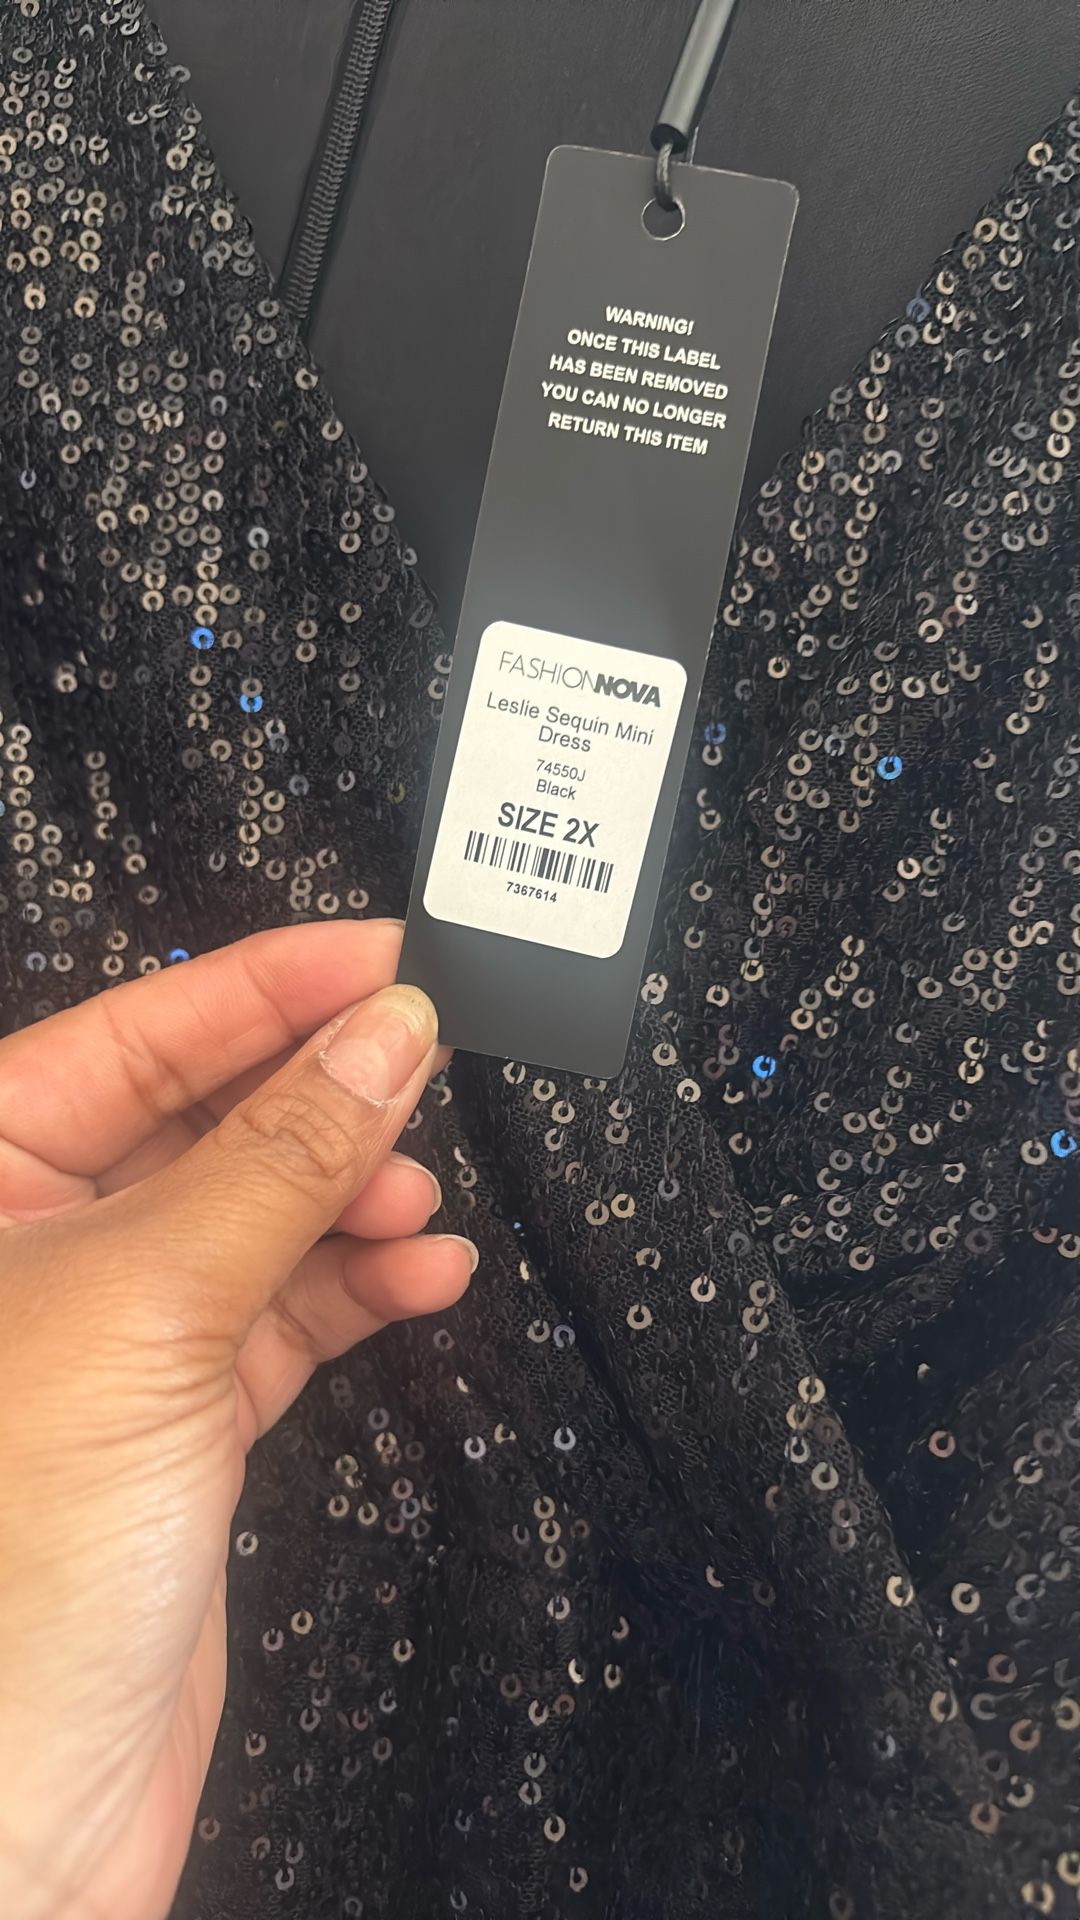 WARNING!
ONCE THIS LABEL
HAS BEEN REMOVED
YOU CAN NO LONGER
RETURN THIS ITEM
FASHIONNOVA
Leslie Sequin Mini
Dress
74550J
Black
SIZE 2X
7367614